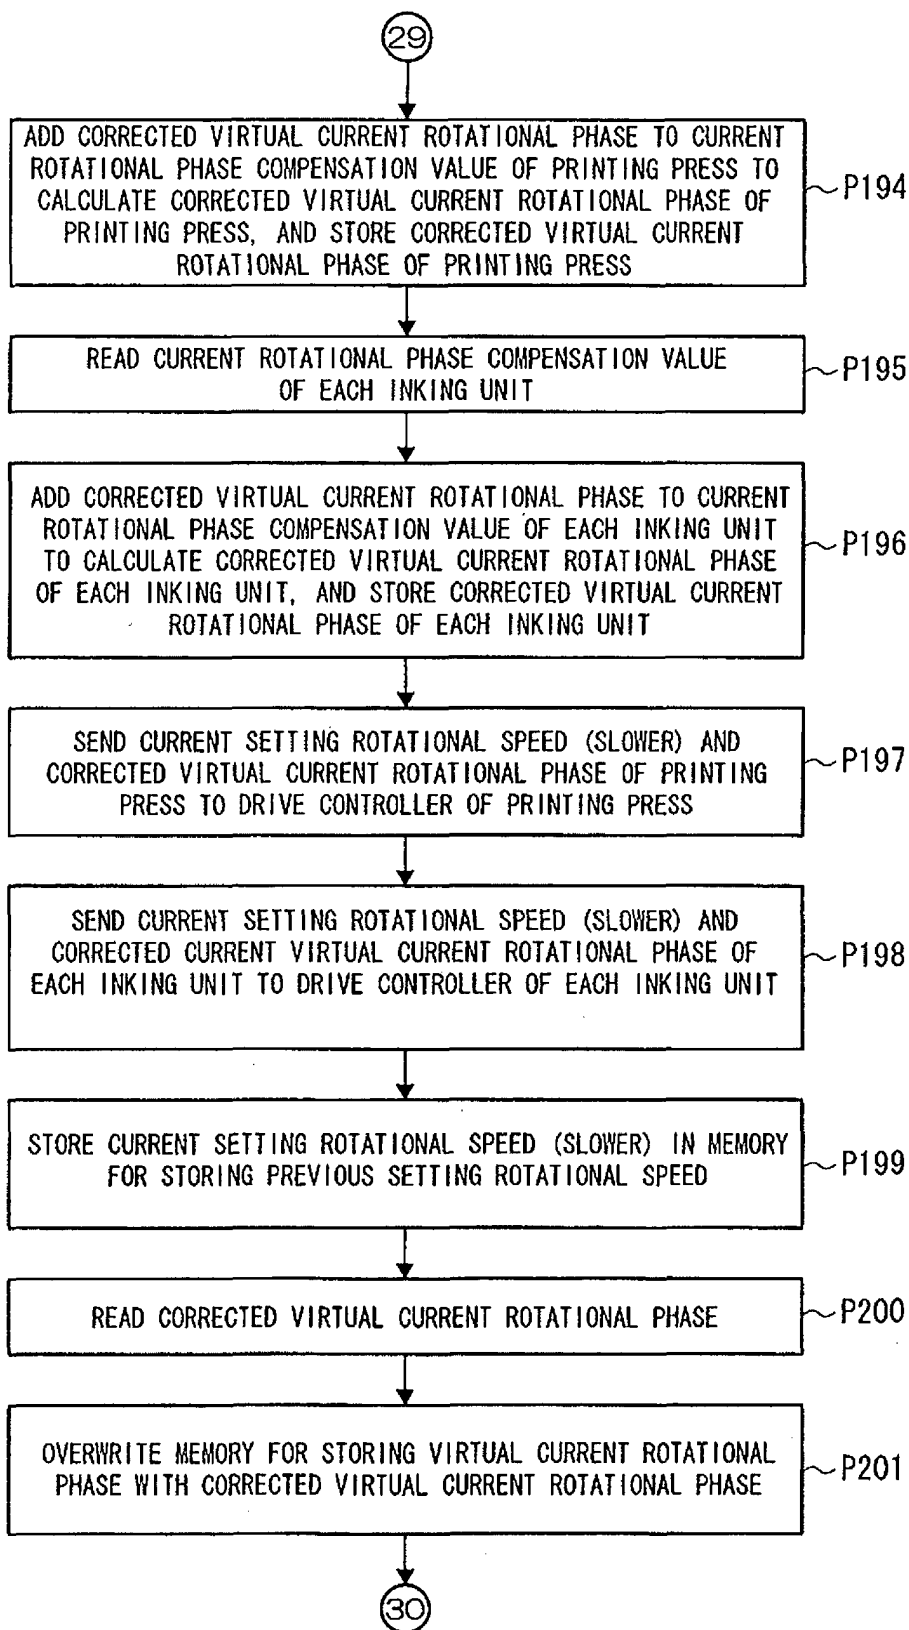 29
ADD CORRECTED VIRTUAL CURRENT ROTATIONAL PHASE TO CURRENT
ROTATIONAL PHASE COMPENSATION VALUE OF PRINTING PRESS TO
CALCULATE CORRECTED VIRTUAL CURRENT ROTATIONAL PHASE OF
PRINTING PRESS, AND STORE CORRECTED VIRTUAL CURRENT
ROTATIONAL PHASE OF PRINTING PRESS
P194
READ CURRENT ROTATIONAL PHASE COMPENSATION VALUE
OF EACH INKING UNIT
P195
ADD CORRECTED VIRTUAL CURRENT ROTATIONAL PHASE TO CURRENT
ROTATIONAL PHASE COMPENSATION VALUE OF EACH INKING UNIT
TO CALCULATE CORRECTED VIRTUAL CURRENT ROTATIONAL PHASE
OF EACH INKING UNIT, AND STORE CORRECTED VIRTUAL CURRENT
ROTATIONAL PHASE OF EACH INKING UNIT
P196
SEND CURRENT SETTING ROTATIONAL SPEED (SLOWER) AND
CORRECTED VIRTUAL CURRENT ROTATIONAL PHASE OF PRINTING
PRESS TO DRIVE CONTROLLER OF PRINTING PRESS
P197
SEND CURRENT SETTING ROTATIONAL SPEED (SLOWER) AND
CORRECTED CURRENT VIRTUAL CURRENT ROTATIONAL PHASE OF
EACH INKING UNIT TO DRIVE CONTROLLER OF EACH INKING UNIT
P198
STORE CURRENT SETTING ROTATIONAL SPEED (SLOWER) IN MEMORY
FOR STORING PREVIOUS SETTING ROTATIONAL SPEED
P199
READ CORRECTED VIRTUAL CURRENT ROTATIONAL PHASE
P200
OVERWRITE MEMORY FOR STORING VIRTUAL CURRENT ROTATIONAL
PHASE WITH CORRECTED VIRTUAL CURRENT ROTATIONAL PHASE
P201
30